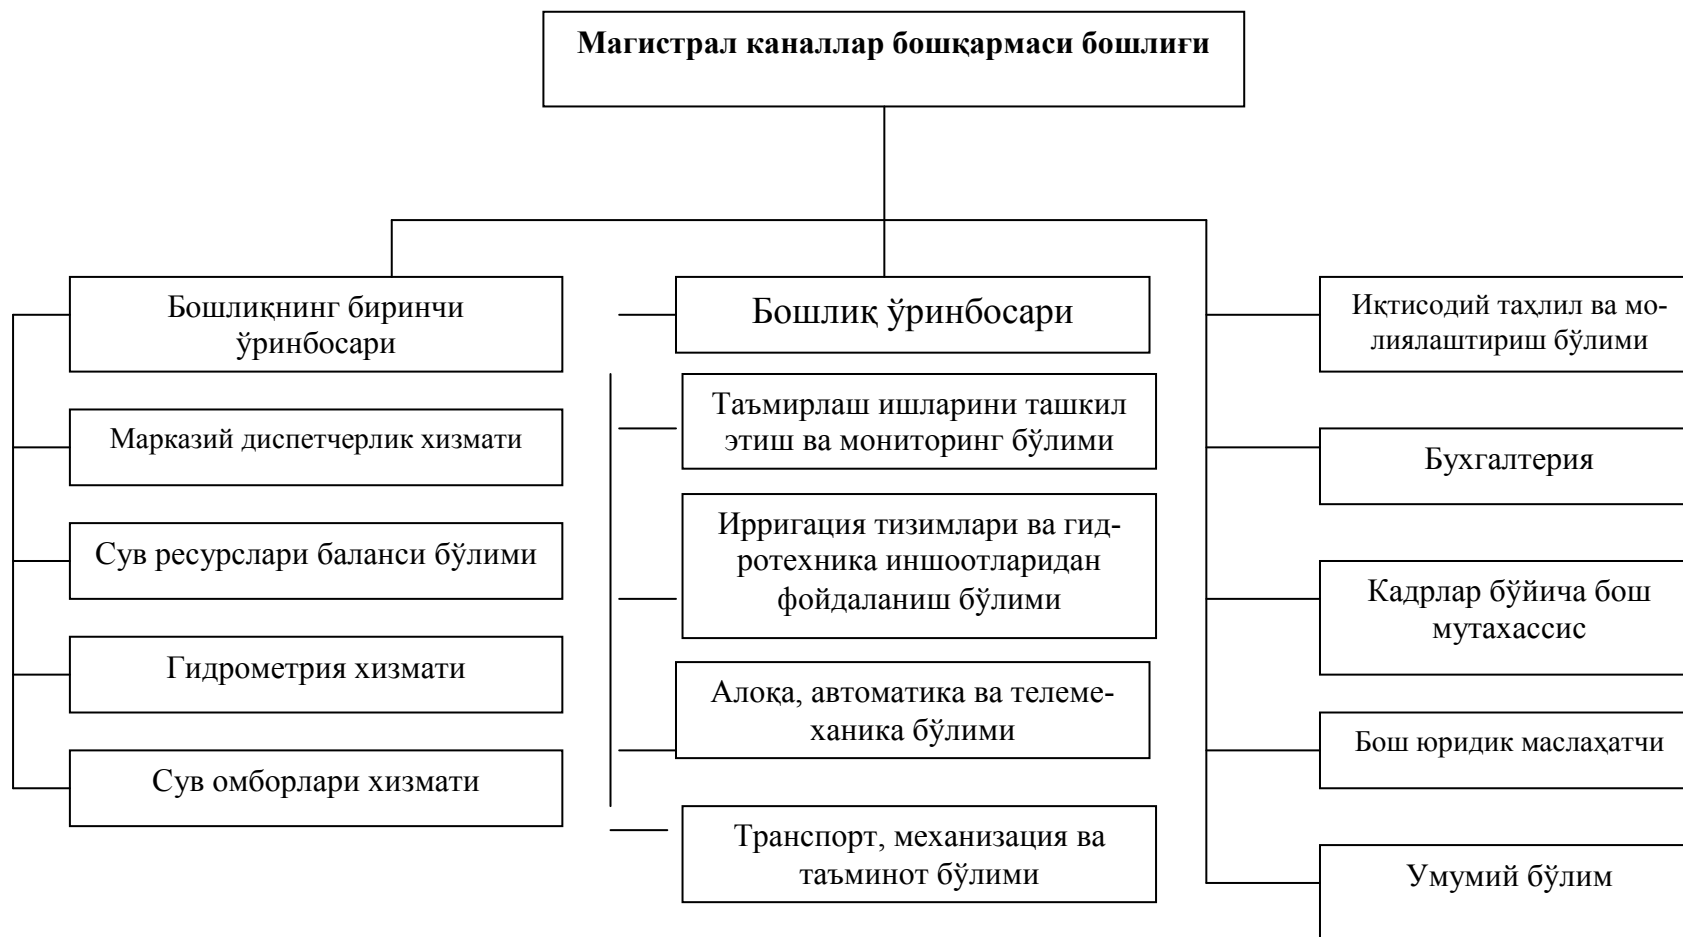 Магистрал каналлар бошқармаси бошлиғи
Бошлиқнинг биринчи
ўринбосари
Марказий диспетчерлик хизмати
Сув ресурслари баланси бўлими
Гидрометрия хизмати
Сув омборлари хизмати
Бошлиқ ўринбосари
Таъмирлаш ишларини ташкил
этиш ва мониторинг бўлими
Ирригация тизимлари ва гид-
ротехника иншоотларидан
фойдаланиш бўлими
Алоқа, автоматика ва телеме-
ханика бўлими
Транспорт, механизация ва
таъминот бўлими
Иқтисодий таҳлил ва мо-
лиялаштириш бўлими
Бухгалтерия
Кадрлар бўйича бош
мутахассис
Бош юридик маслаҳатчи
Умумий бўлим